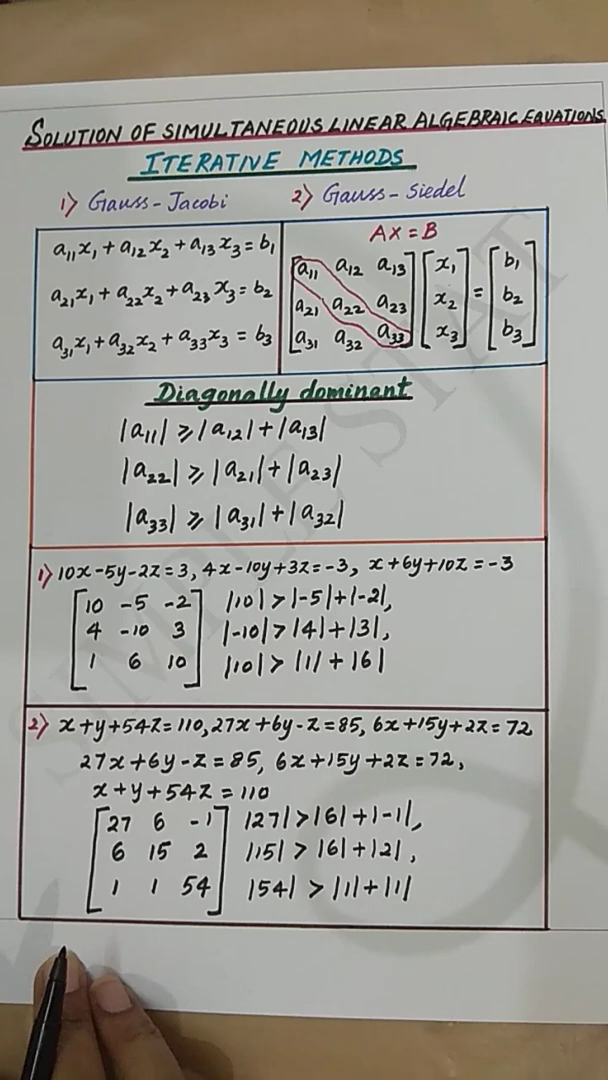 SOLUTION OF SIMULTANEOUS LINEAR ALGEBRAIC EQUATIONS
ITERATIVE METHODS
1) Gauss-Jacobi 2) Gauss-Siedel
a₁₁x₁ + a₁₂x₂ + a₁₃x₃ = b₁
a₂₁x₁ + a₂₂x₂ + a₂₃x₃ = b₂
a₃₁x₁ + a₃₂x₂ + a₃₃x₃ = b₃
AX = B
[a₁₁ a₁₂ a₁₃] [x₁] [b₁]
[a₂₁ a₂₂ a₂₃] [x₂] = [b₂]
[a₃₁ a₃₂ a₃₃] [x₃] [b₃]
Diagonally dominant
|a₁₁| ≥ |a₁₂| + |a₁₃|
|a₂₂| ≥ |a₂₁| + |a₂₃|
|a₃₃| ≥ |a₃₁| + |a₃₂|
1) 10x-5y-2z=3, 4x-10y+3z=-3, x+6y+10z=-3
[10 -5 -2] |10| > |-5|+|-2|,
[4 -10 3] |-10| > |4|+|3|,
[1 6 10] |10| > |1|+|6|
2) x+y+54z=110, 27x+6y-z=85, 6x+15y+2z=72
27x+6y-z=85, 6x+15y+2z=72,
x+y+54z=110
[27 6 -1] |27| > |6|+|-1|,
[6 15 2] |15| > |6|+|2|,
[1 1 54] |54| > |1|+|1|
SIMPLE STAT